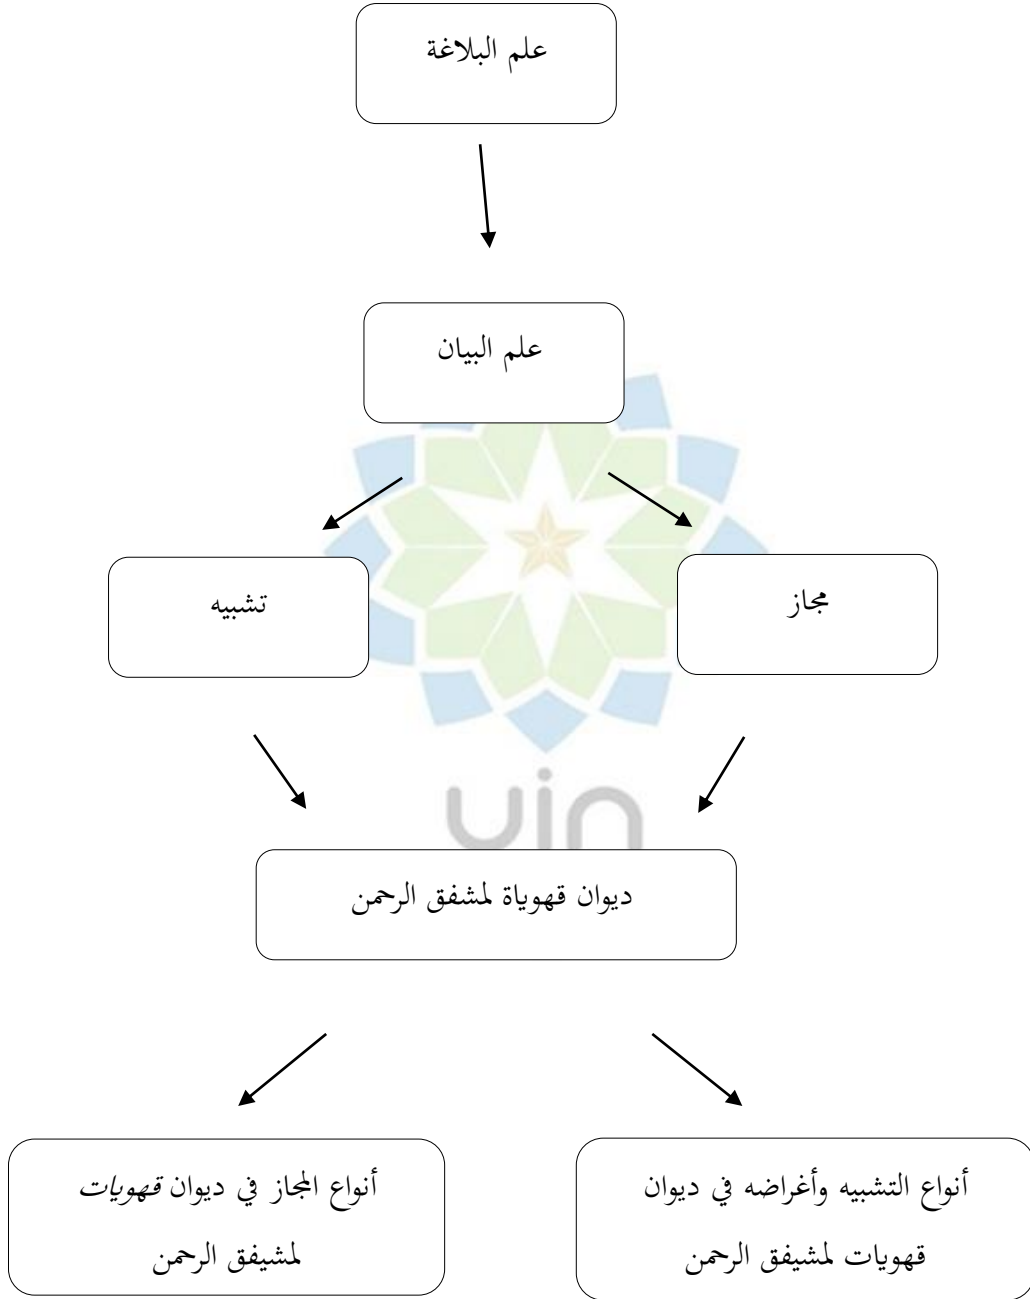 علم البلاغة
علم البيان
مجاز
تشبيه
uin
ديوان قهوياة لمشفق الرحمن
أنواع التشبيه وأغراضه في ديوان
قهويات لمشيفق الرحمن
أنواع المجاز في ديوان قهويات
لمشيفق الرحمن